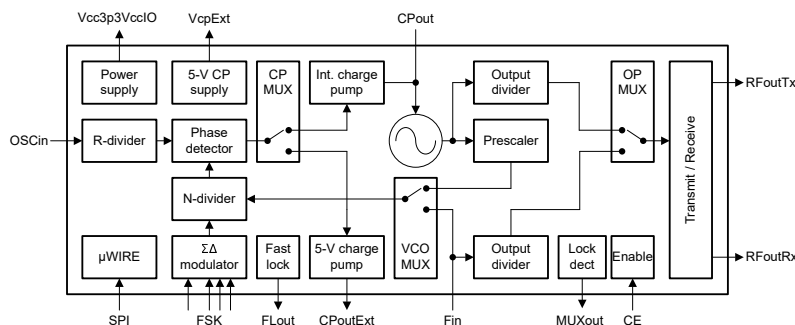 Vcc3p3VccIO
VcpExt
CPout
Power
supply
5-V CP
supply
CP
MUX
Int. charge
pump
Output
divider
OP
MUX
RFoutTx
OSCin
R-divider
Phase
detector
Prescaler
Transmit / Receive
N-divider
µWIRE
ΣΔ
modulator
Fast
lock
5-V charge
pump
VCO
MUX
Output
divider
Lock
dect
Enable
RFoutRx
SPI
FSK
FLout
CPoutExt
Fin
MUXout
CE